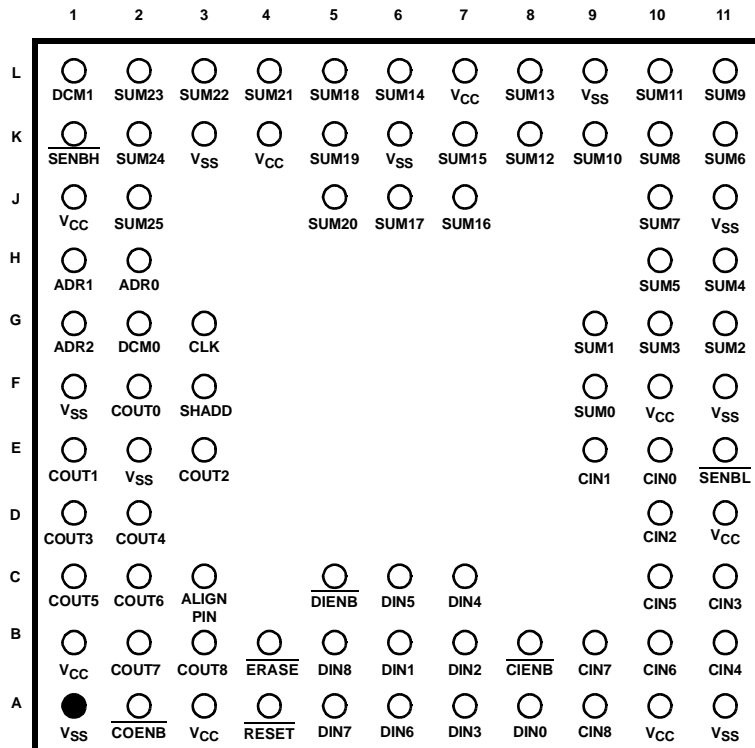 1 2 3 4 5 6 7 8 9 10 11
L
DCM1 SUM23 SUM22 SUM21 SUM18 SUM14 VCC SUM13 VSS SUM11 SUM9
K
SENBH SUM24 VSS VCC SUM19 VSS SUM15 SUM12 SUM10 SUM8 SUM6
J
VCC SUM25 SUM20 SUM17 SUM16 SUM7 VSS
H
ADR1 ADR0 SUM5 SUM4
G
ADR2 DCM0 CLK SUM1 SUM3 SUM2
F
VSS COUT0 SHADD SUM0 VCC VSS
E
COUT1 VSS COUT2 CIN1 CIN0 SENBL
D
COUT3 COUT4 CIN2 VCC
C
COUT5 COUT6 ALIGN PIN DIENB DIN5 DIN4 CIN5 CIN3
B
VCC COUT7 COUT8 ERASE DIN8 DIN1 DIN2 CIENB CIN7 CIN6 CIN4
A
VSS COENB VCC RESET DIN7 DIN6 DIN3 DIN0 CIN8 VCC VSS